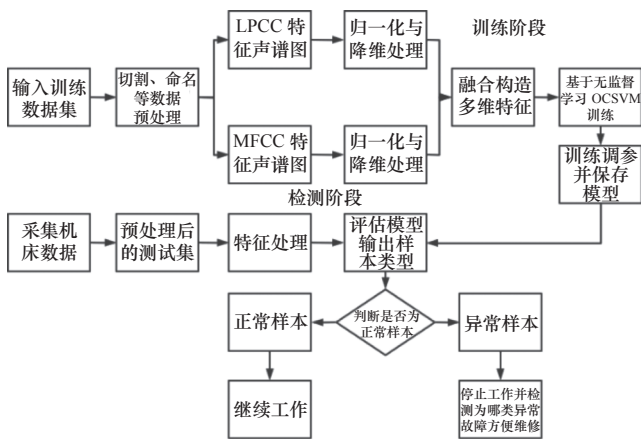 输入训练
数据集
切割、命名
等数据
预处理
LPCC 特
征声谱图
归一化与
降维处理
MFCC 特
征声谱图
归一化与
降维处理
训练阶段
融合构造
多维特征
基于无监督
学习 OCSVM
训练
训练调参
并保存
模型
检测阶段
采集机
床数据
预处理后
的测试集
特征处理
评估模型
输出样
本类型
判断是否为
正常样本
正常样本
继续工作
异常样本
停止工作并检
测为哪类异常
故障方便维修